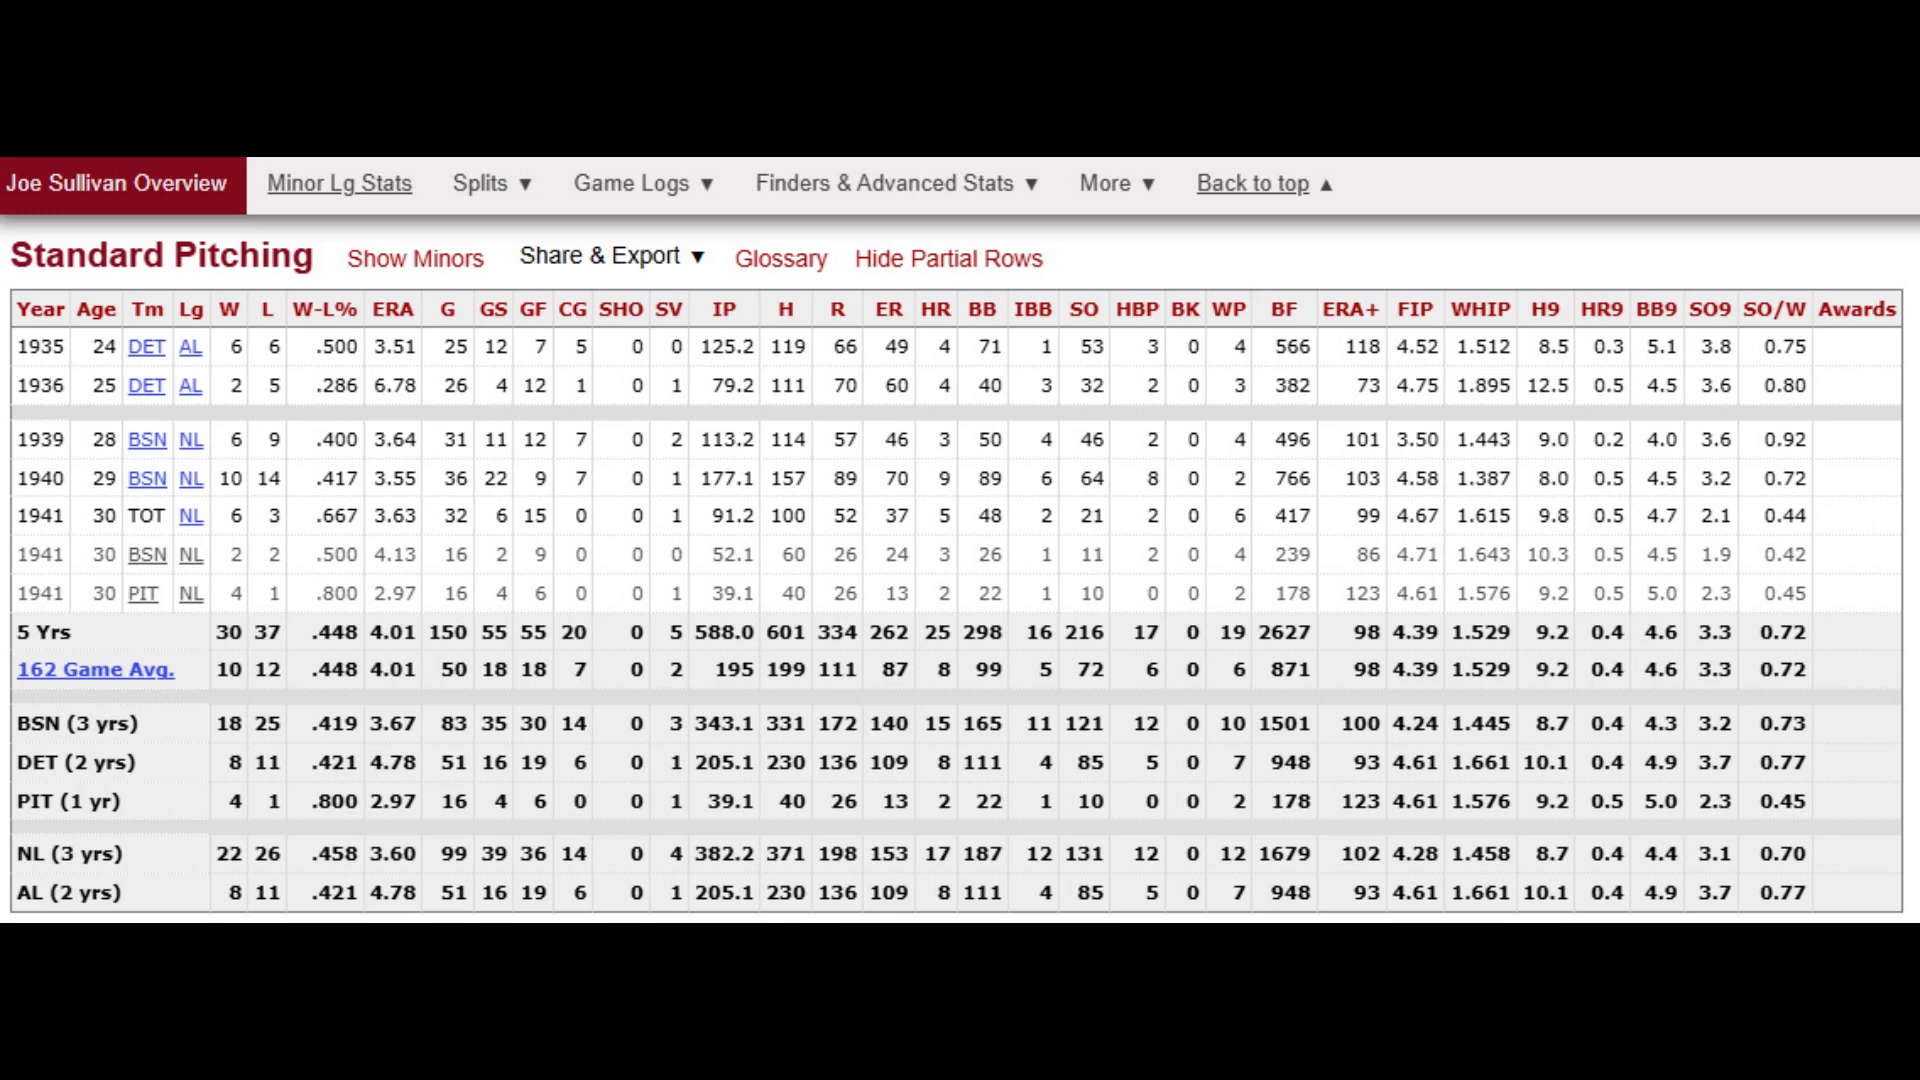 Joe Sullivan Overview Minor Lg Stats Splits ▼ Game Logs ▼ Finders & Advanced Stats ▼ More ▼ Back to top ▲
Standard Pitching Show Minors Share & Export ▼ Glossary Hide Partial Rows
Year Age Tm Lg W L W-L% ERA G GS GF CG SHO SV IP H R ER HR BB IBB SO HBP BK WP BF ERA+ FIP WHIP H9 HR9 BB9 SO9 SO/W Awards
1935 24 DET AL 6 6 .500 3.51 25 12 7 5 0 0 125.2 119 66 49 4 71 1 53 3 0 4 566 118 4.52 1.512 8.5 0.3 5.1 3.8 0.75
1936 25 DET AL 2 5 .286 6.78 26 4 12 1 0 1 79.2 111 70 60 4 40 3 32 2 0 3 382 73 4.75 1.895 12.5 0.5 4.5 3.6 0.80
1939 28 BSN NL 6 9 .400 3.64 31 11 12 7 0 2 113.2 114 57 46 3 50 4 46 2 0 4 496 101 3.50 1.443 9.0 0.2 4.0 3.6 0.92
1940 29 BSN NL 10 14 .417 3.55 36 22 9 7 0 1 177.1 157 89 70 9 89 6 64 8 0 2 766 103 4.58 1.387 8.0 0.5 4.5 3.2 0.72
1941 30 TOT NL 6 3 .667 3.63 32 6 15 0 0 1 91.2 100 52 37 5 48 2 21 2 0 6 417 99 4.67 1.615 9.8 0.5 4.7 2.1 0.44
1941 30 BSN NL 2 2 .500 4.13 16 2 9 0 0 0 52.1 60 26 24 3 26 1 11 2 0 4 239 86 4.71 1.643 10.3 0.5 4.5 1.9 0.42
1941 30 PIT NL 4 1 .800 2.97 16 4 6 0 0 1 39.1 40 26 13 2 22 1 10 0 0 2 178 123 4.61 1.576 9.2 0.5 5.0 2.3 0.45
5 Yrs 30 37 .448 4.01 150 55 55 20 0 5 588.0 601 334 262 25 298 16 216 17 0 19 2627 98 4.39 1.529 9.2 0.4 4.6 3.3 0.72
162 Game Avg. 10 12 .448 4.01 50 18 18 7 0 2 195 199 111 87 8 99 5 72 6 0 6 871 98 4.39 1.529 9.2 0.4 4.6 3.3 0.72
BSN (3 yrs) 18 25 .419 3.67 83 35 30 14 0 3 343.1 331 172 140 15 165 11 121 12 0 10 1501 100 4.24 1.445 8.7 0.4 4.3 3.2 0.73
DET (2 yrs) 8 11 .421 4.78 51 16 19 6 0 1 205.1 230 136 109 8 111 4 85 5 0 7 948 93 4.61 1.661 10.1 0.4 4.9 3.7 0.77
PIT (1 yr) 4 1 .800 2.97 16 4 6 0 0 1 39.1 40 26 13 2 22 1 10 0 0 2 178 123 4.61 1.576 9.2 0.5 5.0 2.3 0.45
NL (3 yrs) 22 26 .458 3.60 99 39 36 14 0 4 382.2 371 198 153 17 187 12 131 12 0 12 1679 102 4.28 1.458 8.7 0.4 4.4 3.1 0.70
AL (2 yrs) 8 11 .421 4.78 51 16 19 6 0 1 205.1 230 136 109 8 111 4 85 5 0 7 948 93 4.61 1.661 10.1 0.4 4.9 3.7 0.77